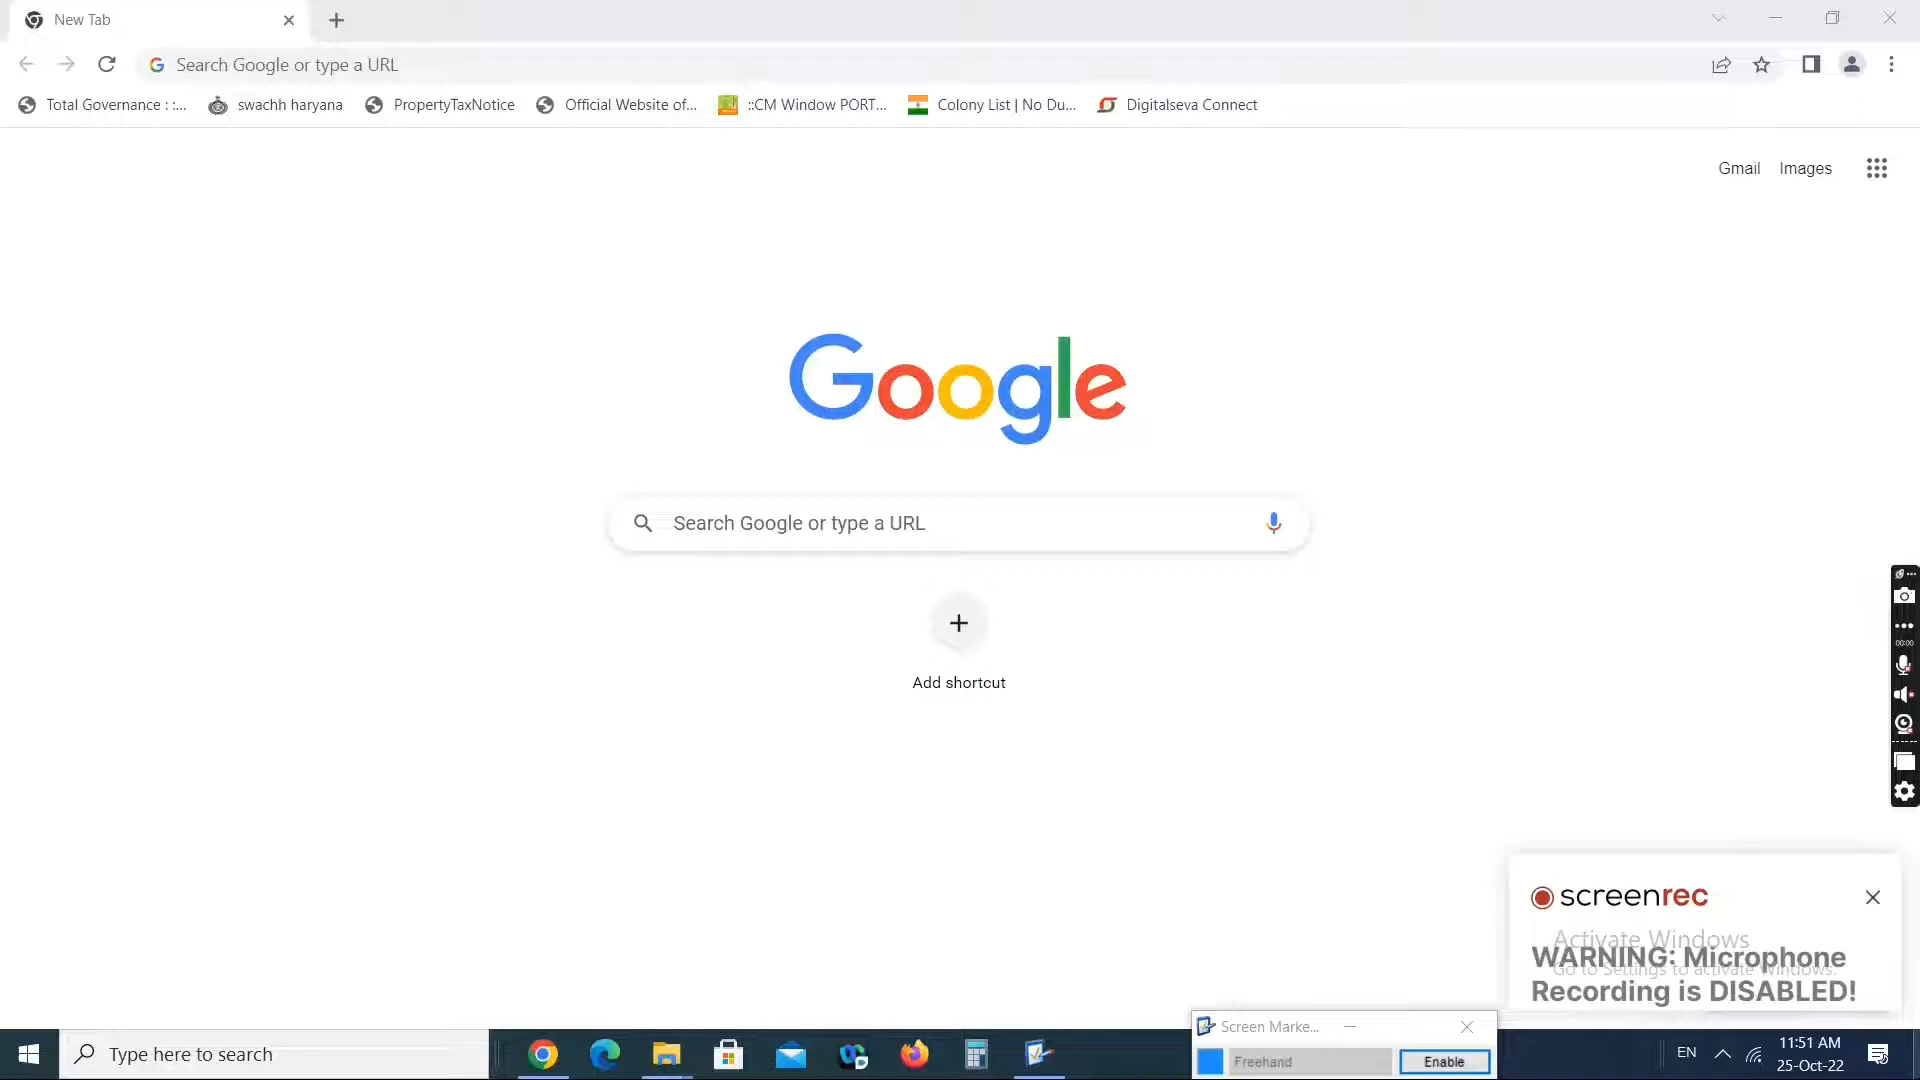 New Tab
Search Google or type a URL
Total Governance : :...
swachh haryana
PropertyTaxNotice
Official Website of...
::CM Window PORT...
Colony List | No Du...
Digitalseva Connect
Gmail
Images
Google
Search Google or type a URL
Add shortcut
00:00
screenrec
Activate Windows
WARNING: Microphone
Go to Settings to activate Windows.
Recording is DISABLED!
Screen Marke...
Freehand
Enable
Type here to search
EN
11:51 AM
25-Oct-22